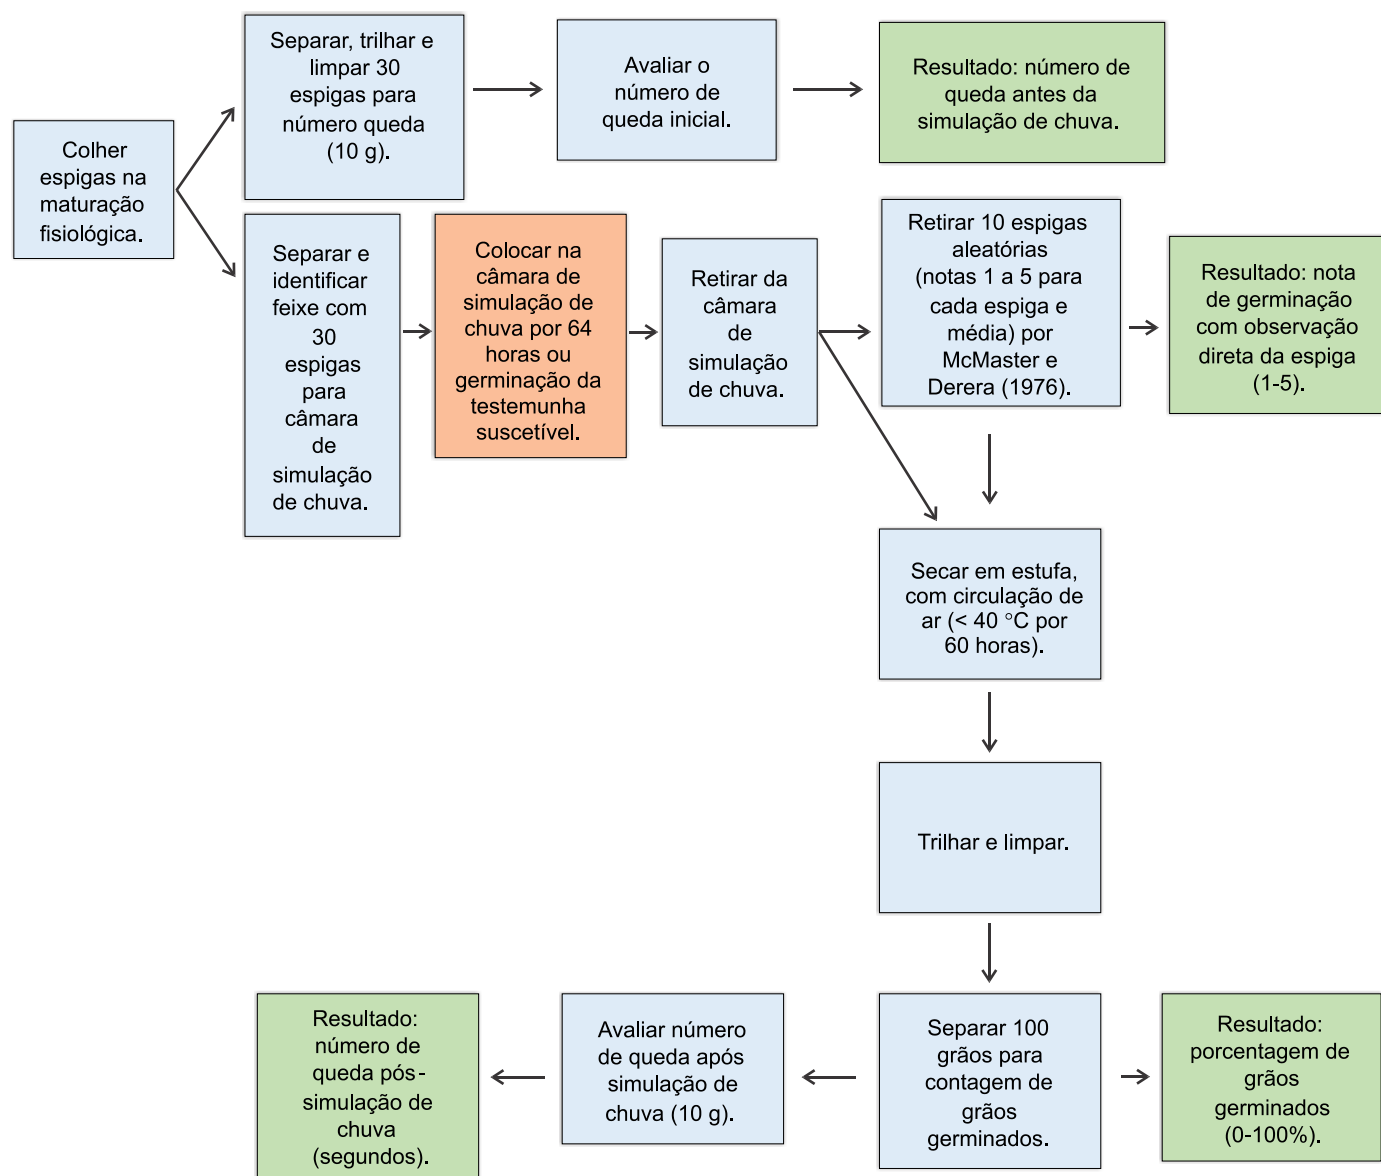 Colher
espigas na
maturação
fisiológica.
Separar, trilhar e
limpar 30
espigas para
número queda
(10 g).
Avaliar o
número de
queda inicial.
Resultado: número de
queda antes da
simulação de chuva.
Separar e
identificar
feixe com
30
espigas
para
câmara
de
simulação
de chuva.
Colocar na
câmara de
simulação de
chuva por 64
horas ou
germinação da
testemunha
suscetível.
Retirar da
câmara
de
simulação
de chuva.
Retirar 10 espigas
aleatórias
(notas 1 a 5 para
cada espiga e
média) por
McMaster e
Derera (1976).
Resultado: nota
de germinação
com observação
direta da espiga
(1-5).
Secar em estufa,
com circulação de
ar (< 40 °C por
60 horas).
Trilhar e limpar.
Separar 100
grãos para
contagem de
grãos
germinados.
Resultado:
porcentagem de
grãos
germinados
(0-100%).
Avaliar número
de queda após
simulação de
chuva (10 g).
Resultado:
número de
queda pós-
simulação de
chuva
(segundos).